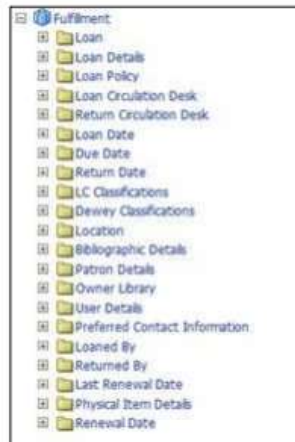 Fulfillment
Loan
Loan Details
Loan Policy
Loan Circulation Desk
Return Circulation Desk
Loan Date
Due Date
Return Date
LC Classifications
Dewey Classifications
Location
Bibliographic Details
Patron Details
Owner Library
User Details
Preferred Contact Information
Loaned By
Returned By
Last Renewal Date
Physical Item Details
Renewal Date